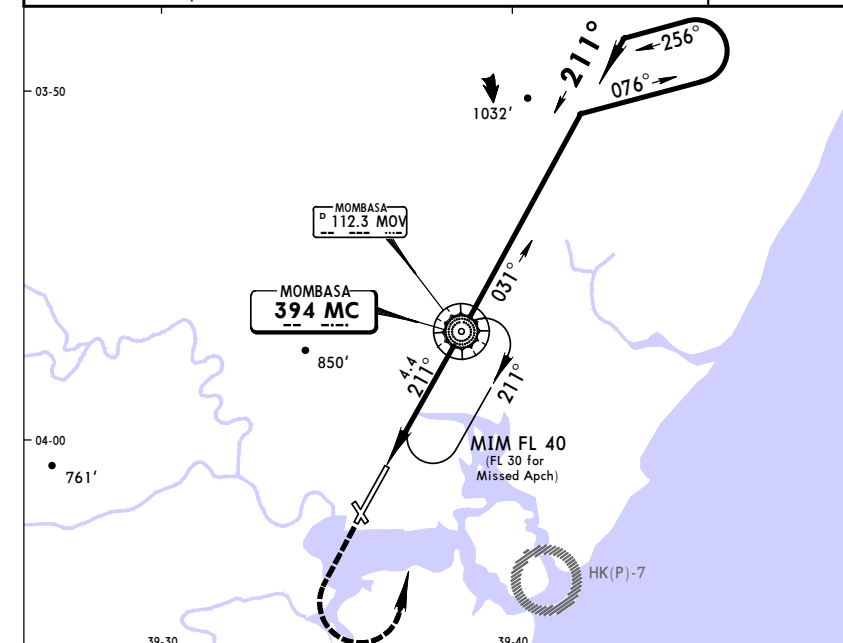 211°
256°
076°
03-50
1032'
MOMBASA
D 112.3 MOV
031°
MOMBASA
394 MC
850'
4.4
211°
211°
04-00
MIM FL 40
(FL 30 for
Missed Apch)
761'
HK(P)-7
39-30
39-40